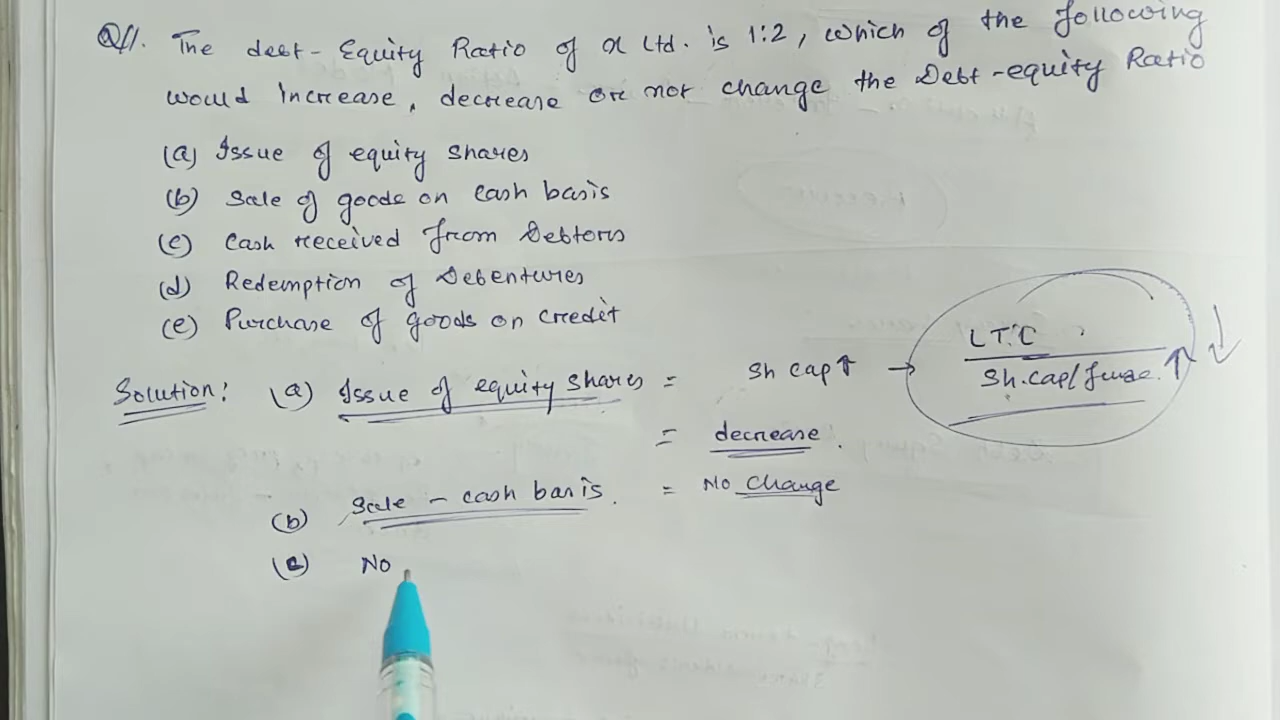 Q1. The debt-Equity Ratio of x Ltd. is 1:2, which of the following
would increase, decrease or not change the Debt-equity Ratio
(a) Issue of equity shares
(b) Sale of goods on cash basis
(c) Cash received from Debtors
(d) Redemption of Debentures
(e) Purchase of goods on credit
Solution: (a) Issue of equity shares = Sh cap↑ →
LTC
Sh. cap/ ↑ ↓
= decrease.
(b) Sale - cash basis. = No change
(c) No